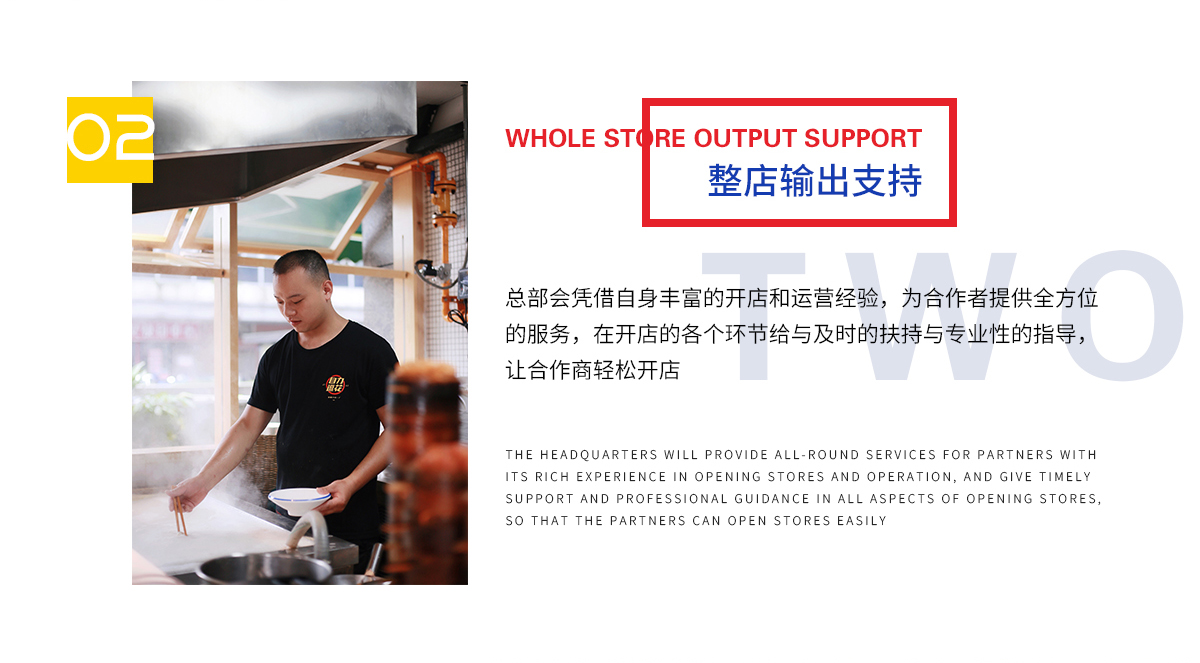 02
WHOLE STORE OUTPUT SUPPORT
整店输出支持
TWO
总部会凭借自身丰富的开店和运营经验，为合作者提供全方位
的服务，在开店的各个环节给与及时的扶持与专业性的指导，
让合作商轻松开店
THE HEADQUARTERS WILL PROVIDE ALL-ROUND SERVICES FOR PARTNERS WITH
ITS RICH EXPERIENCE IN OPENING STORES AND OPERATION, AND GIVE TIMELY
SUPPORT AND PROFESSIONAL GUIDANCE IN ALL ASPECTS OF OPENING STORES,
SO THAT THE PARTNERS CAN OPEN STORES EASILY